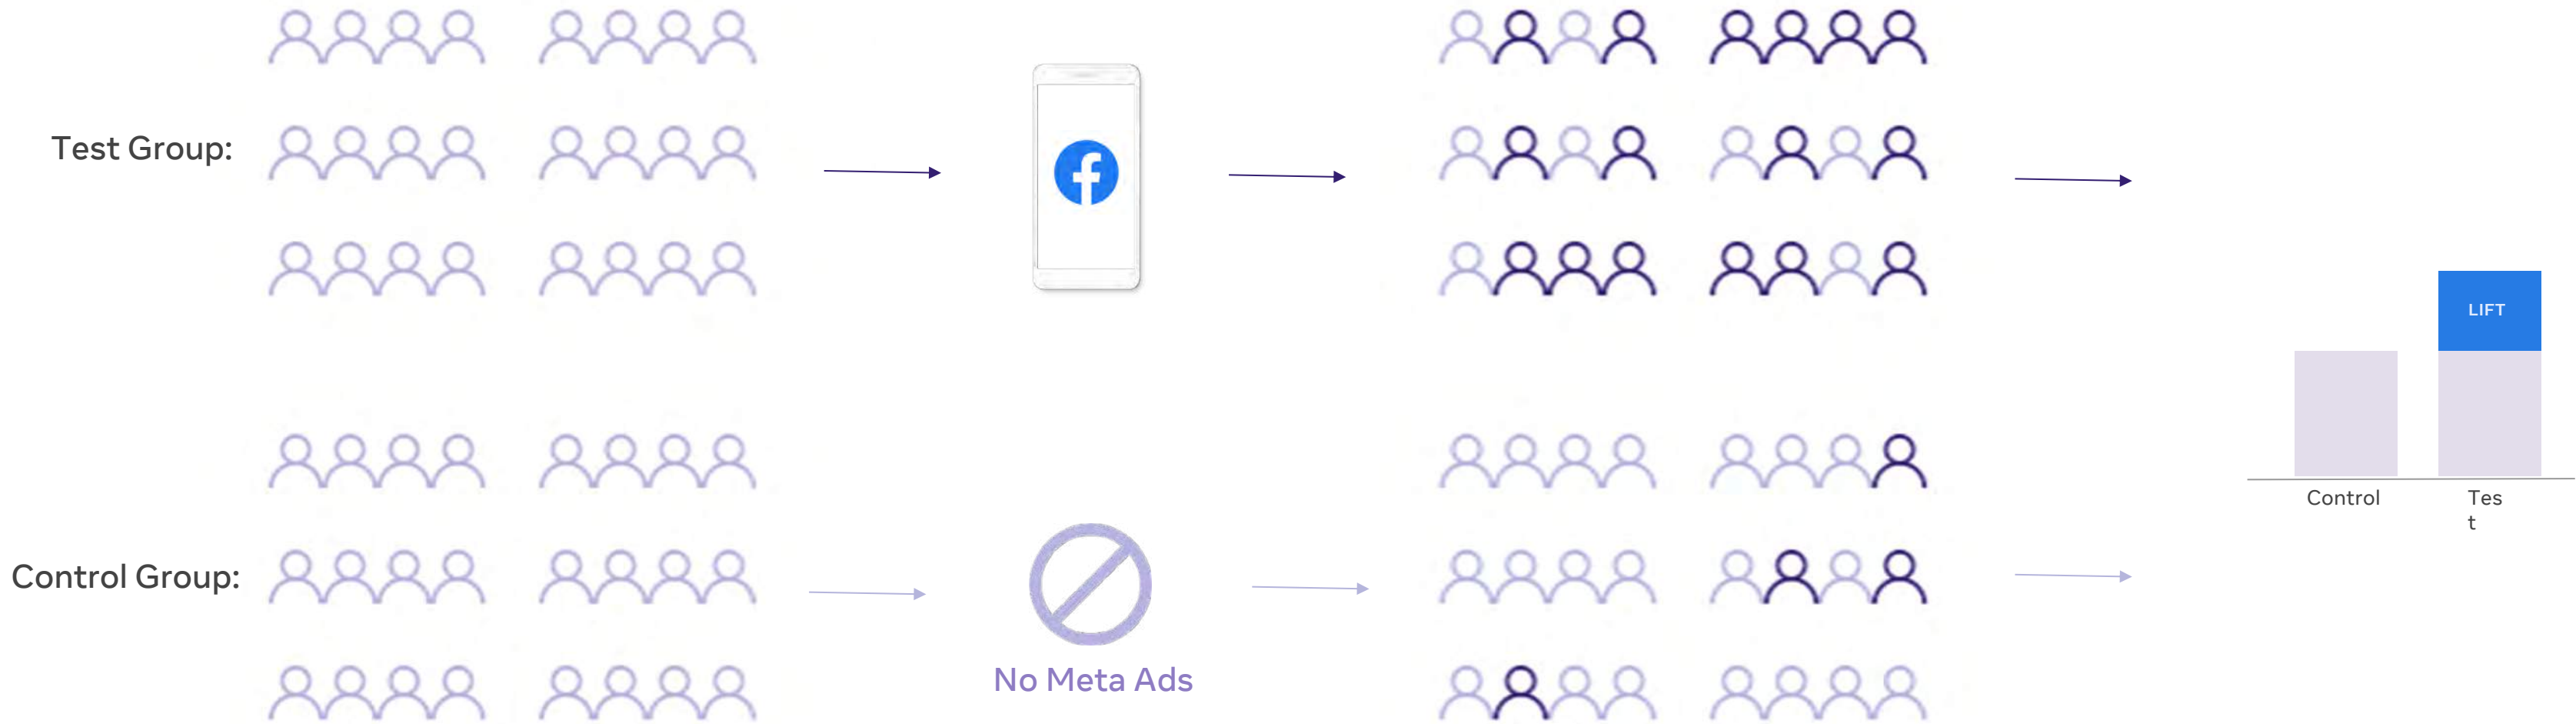 Test Group:
LIFT
Control
Tes
t
Control Group:
No Meta Ads